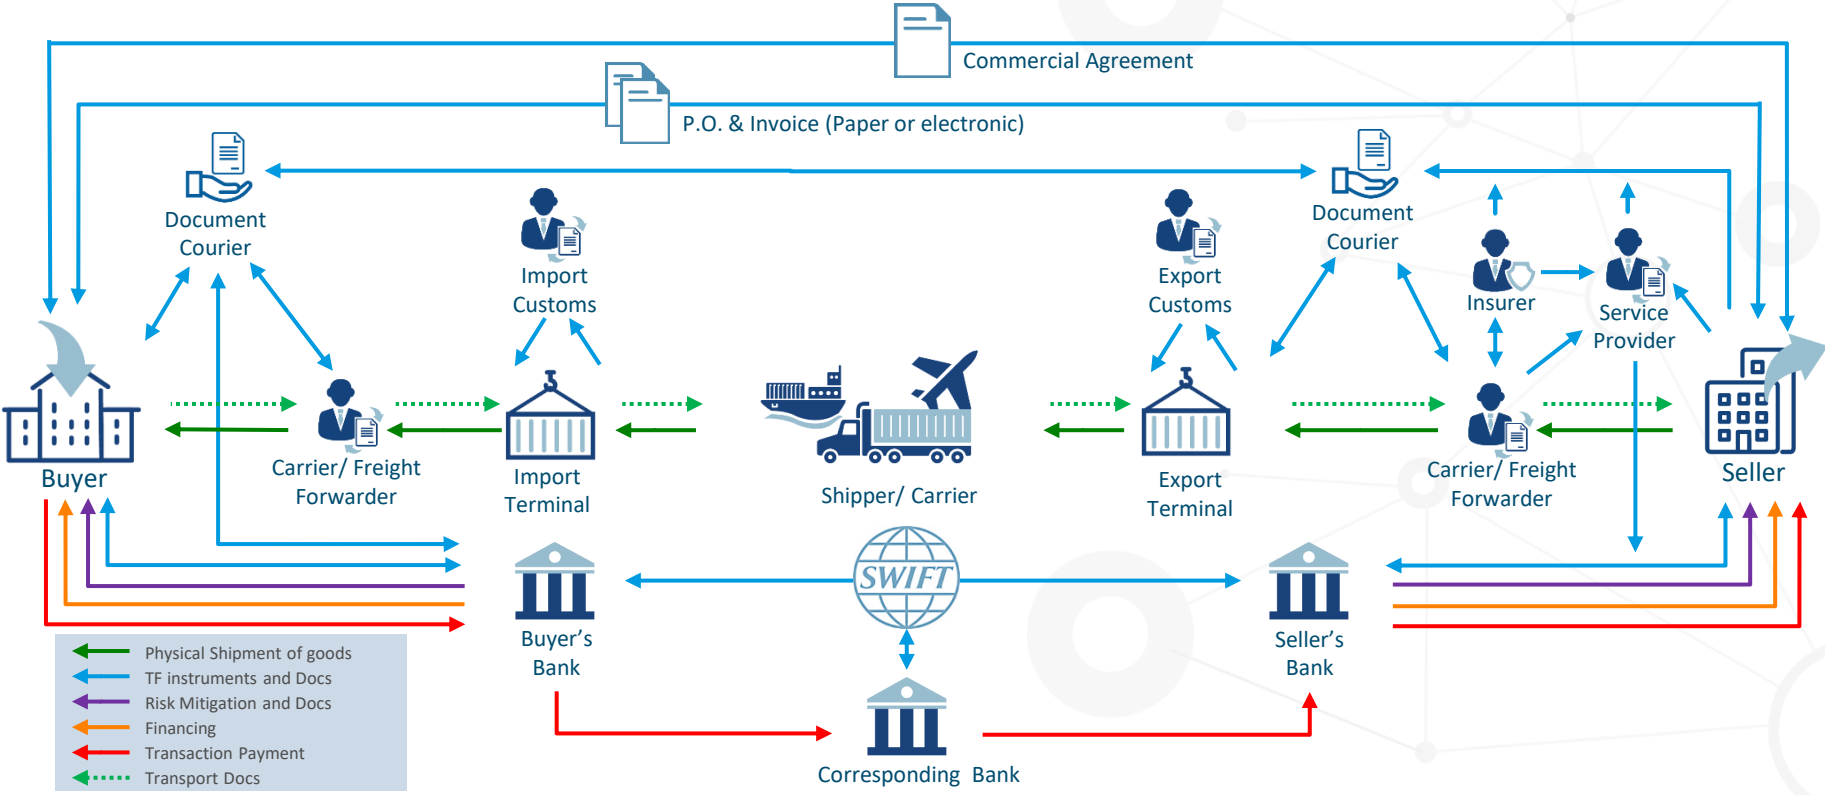 Commercial Agreement
P.O. & Invoice (Paper or electronic)
Document
Courier
Import
Customs
Export
Customs
Document
Courier
Insurer
Service
Provider
Buyer
Carrier/ Freight
Forwarder
Import
Terminal
Shipper/ Carrier
Export
Terminal
Carrier/ Freight
Forwarder
Seller
SWIFT
Buyer’s
Bank
Seller’s
Bank
Corresponding Bank
Physical Shipment of goods
TF instruments and Docs
Risk Mitigation and Docs
Financing
Transaction Payment
Transport Docs